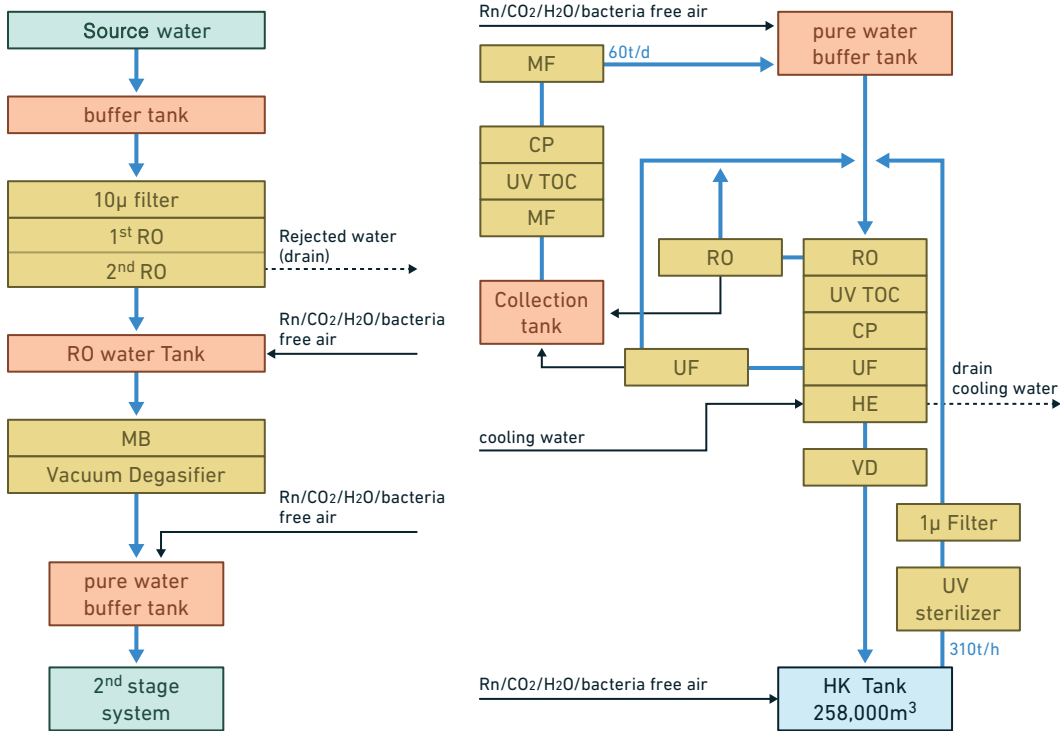 Source water
buffer tank
10μ filter
1st RO
2nd RO
Rejected water
(drain)
RO water Tank
Rn/CO2/H2O/bacteria
free air
MB
Vacuum Degasifier
Rn/CO2/H2O/bacteria
free air
pure water
buffer tank
2nd stage
system
Rn/CO2/H2O/bacteria free air
pure water
buffer tank
MF
60t/d
CP
UV TOC
MF
Collection
tank
RO
UF
RO
UV TOC
CP
UF
HE
drain
cooling water
cooling water
VD
1μ Filter
UV
sterilizer
310t/h
Rn/CO2/H2O/bacteria free air
HK Tank
258,000m3